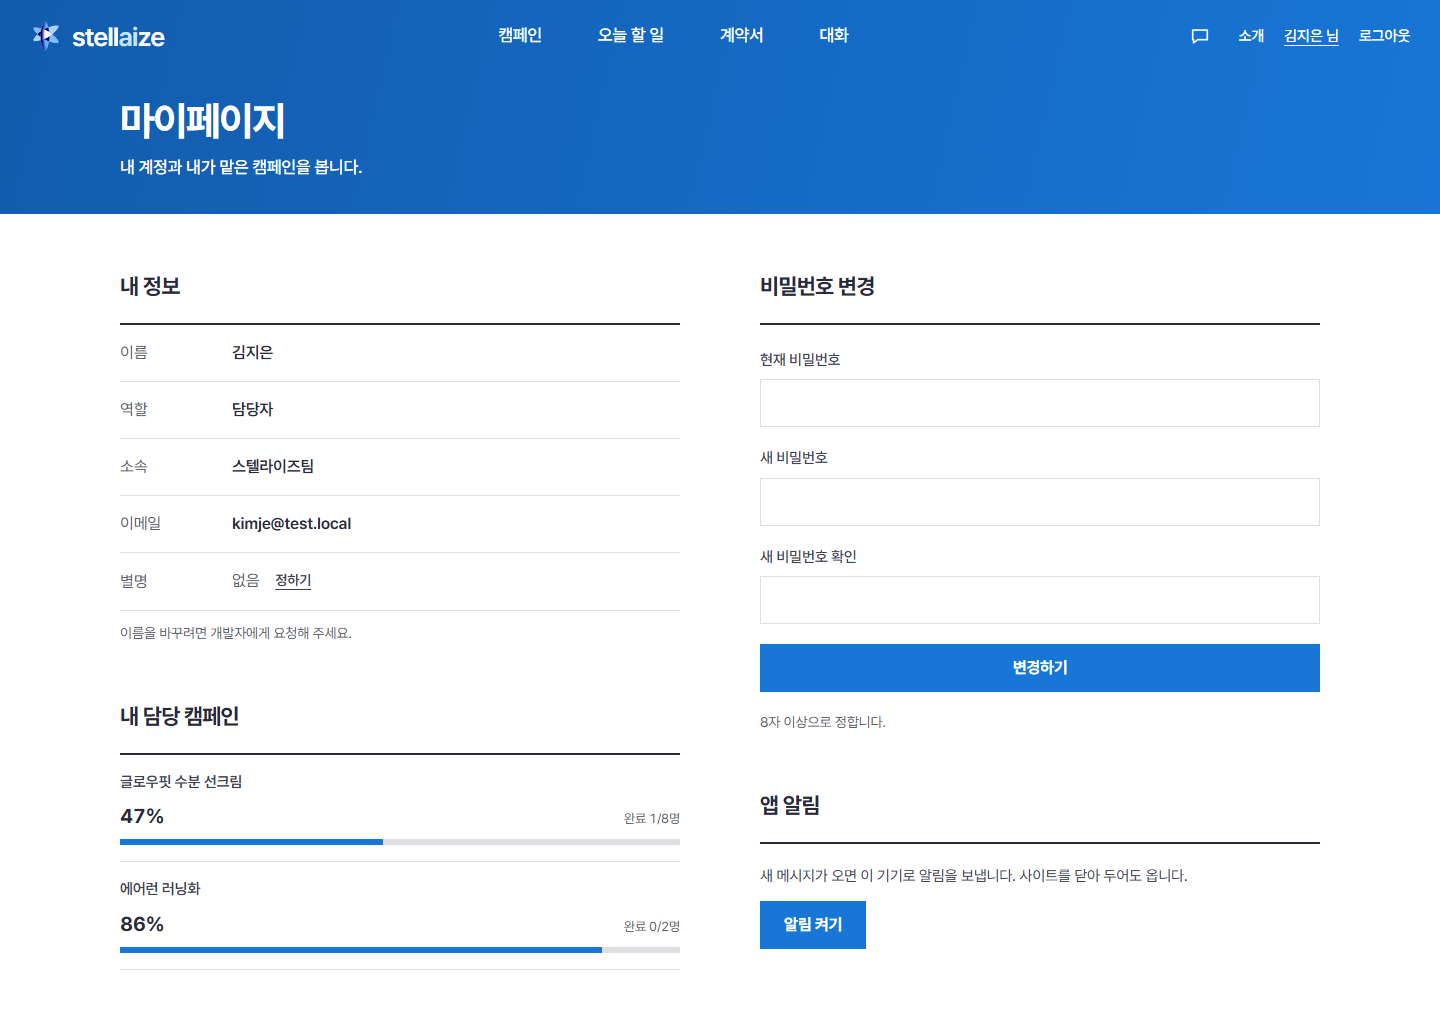 stellaize
캠페인
오늘 할 일
계약서
대화
소개
김지은 님
로그아웃
마이페이지
내 계정과 내가 맡은 캠페인을 봅니다.
내 정보
이름 김지은
역할 담당자
소속 스텔라이즈팀
이메일 kimje@test.local
별명 없음 정하기
이름을 바꾸려면 개발자에게 요청해 주세요.
내 담당 캠페인
글로우핏 수분 선크림
47% 완료 1/8명
에어런 러닝화
86% 완료 0/2명
비밀번호 변경
현재 비밀번호
새 비밀번호
새 비밀번호 확인
변경하기
8자 이상으로 정합니다.
앱 알림
새 메시지가 오면 이 기기로 알림을 보냅니다. 사이트를 닫아 두어도 옵니다.
알림 켜기